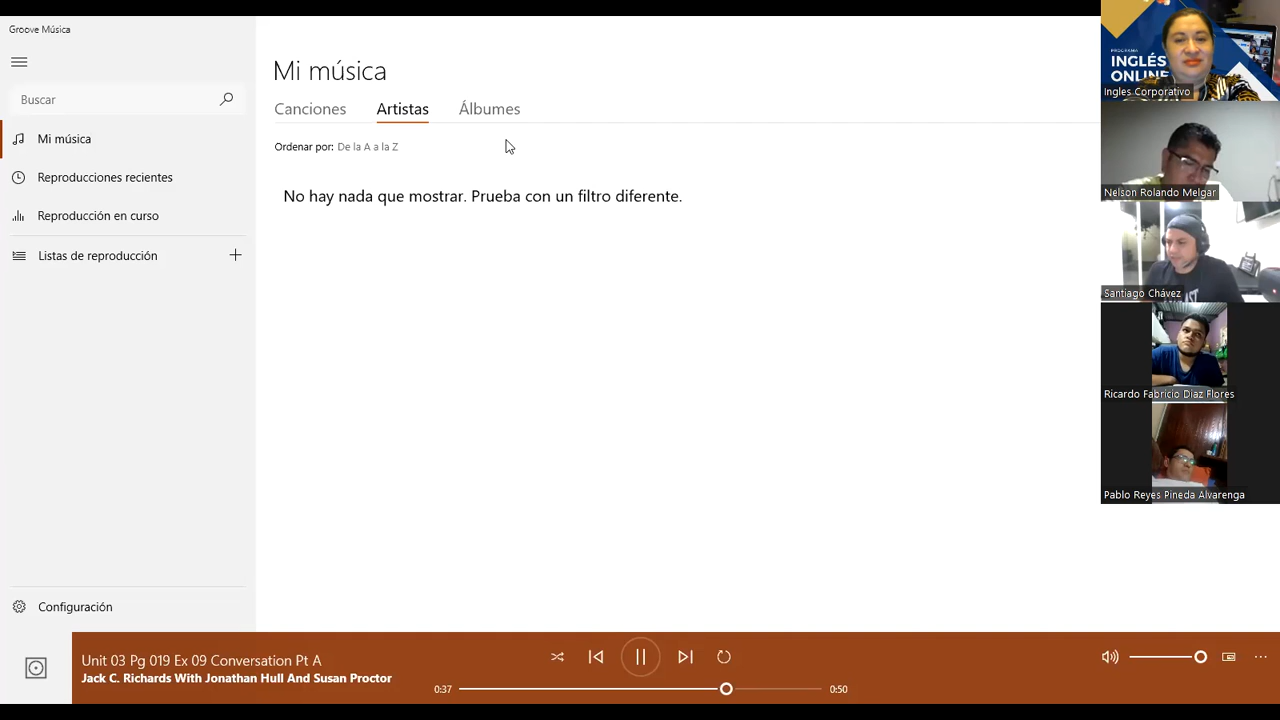 Groove Música
Buscar
Mi música
Reproducciones recientes
Reproducción en curso
Listas de reproducción
Configuración
Mi música
Canciones Artistas Álbumes
Ordenar por: De la A a la Z
No hay nada que mostrar. Prueba con un filtro diferente.
Unit 03 Pg 019 Ex 09 Conversation Pt A
Jack C. Richards With Jonathan Hull And Susan Proctor
0:37
0:50
PROGRAMA
INGLÉS
ONLINE
Ingles Corporativo
Nelson Rolando Melgar
Santiago Chávez
Ricardo Fabricio Diaz Flores
Pablo Reyes Pineda Alvarenga